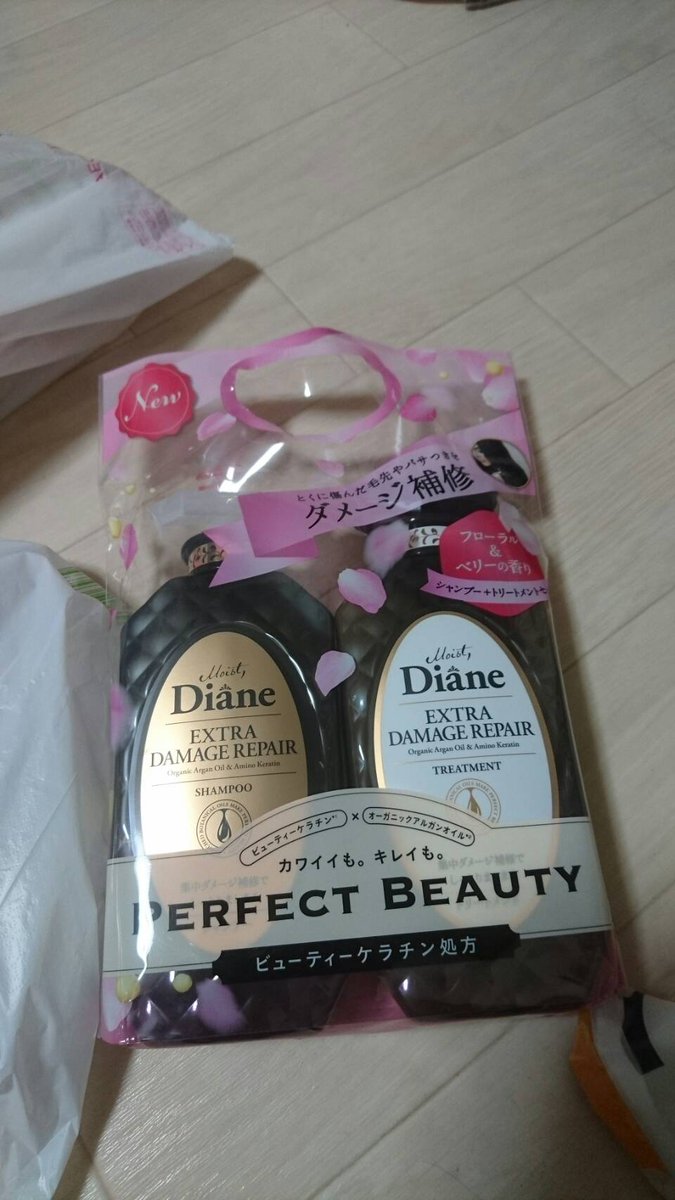 New
とくに傷んだ毛先やパサつきを
ダメージ補修
フローラル
&
ベリーの香り
シャンプー+トリートメント
Moist,
Diane
EXTRA
DAMAGE REPAIR
Organic Argan Oil & Amino Keratin
SHAMPOO
Moist,
Diane
EXTRA
DAMAGE REPAIR
Organic Argan Oil & Amino Keratin
TREATMENT
ビューティーケラチン × オーガニックアルガンオイル
カワイイも。キレイも。
PERFECT BEAUTY
ビューティーケラチン処方